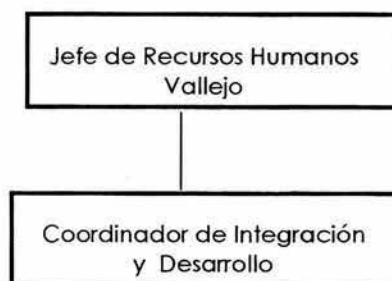 Jefe de Recursos Humanos
Vallejo
Coordinador de Integración
y Desarrollo